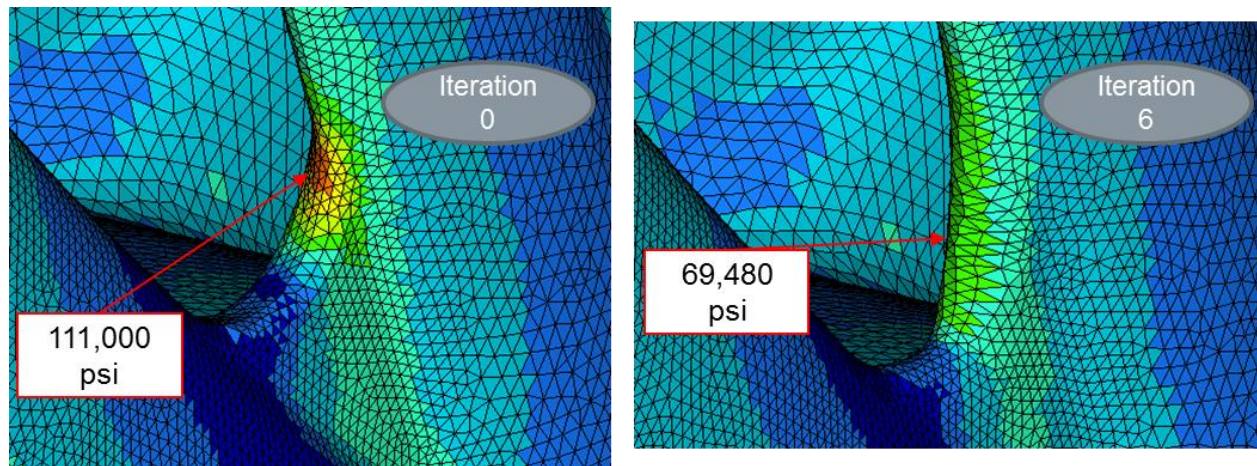 Iteration
0
111,000
psi
Iteration
6
69,480
psi